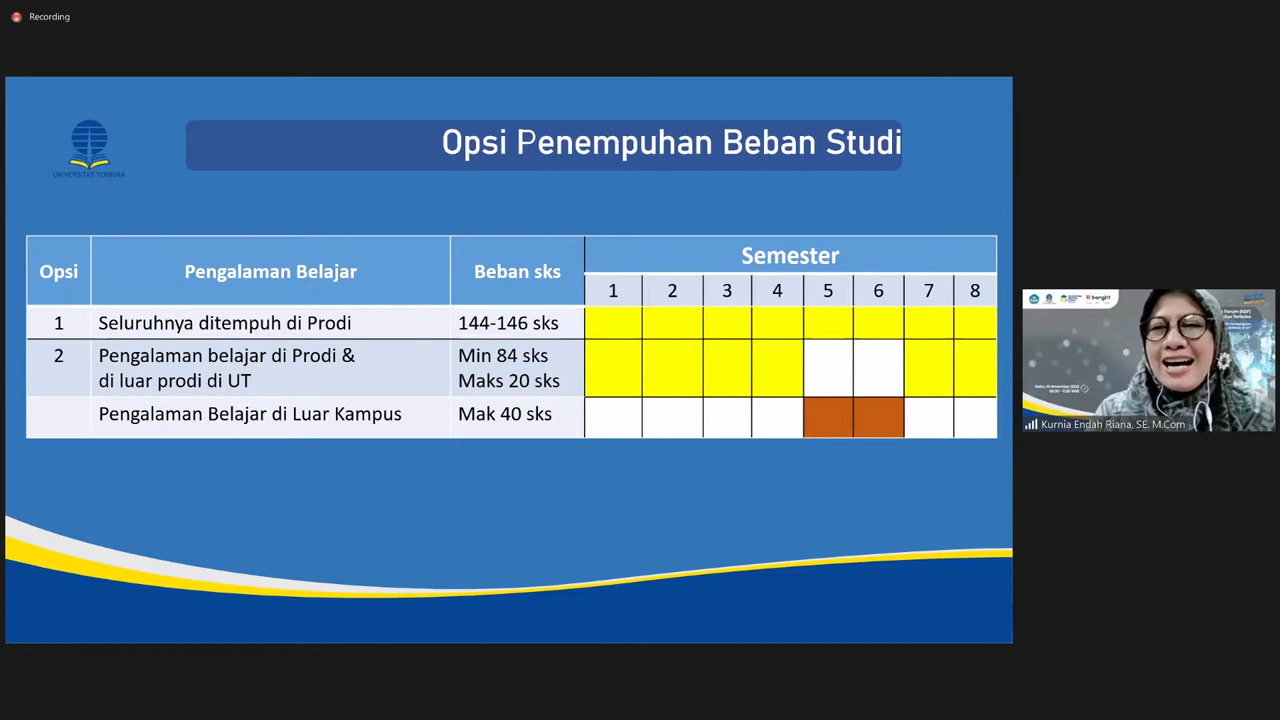 Recording
UNIVERSITAS TERBUKA
Opsi Penempuhan Beban Studi
Opsi
Pengalaman Belajar
Beban sks
Semester
1 2 3 4 5 6 7 8
1 Seluruhnya ditempuh di Prodi 144-146 sks
2 Pengalaman belajar di Prodi & Min 84 sks
di luar prodi di UT Maks 20 sks
Pengalaman Belajar di Luar Kampus Mak 40 sks
bangkit
Kurnia Endah Riana, SE. M.Com